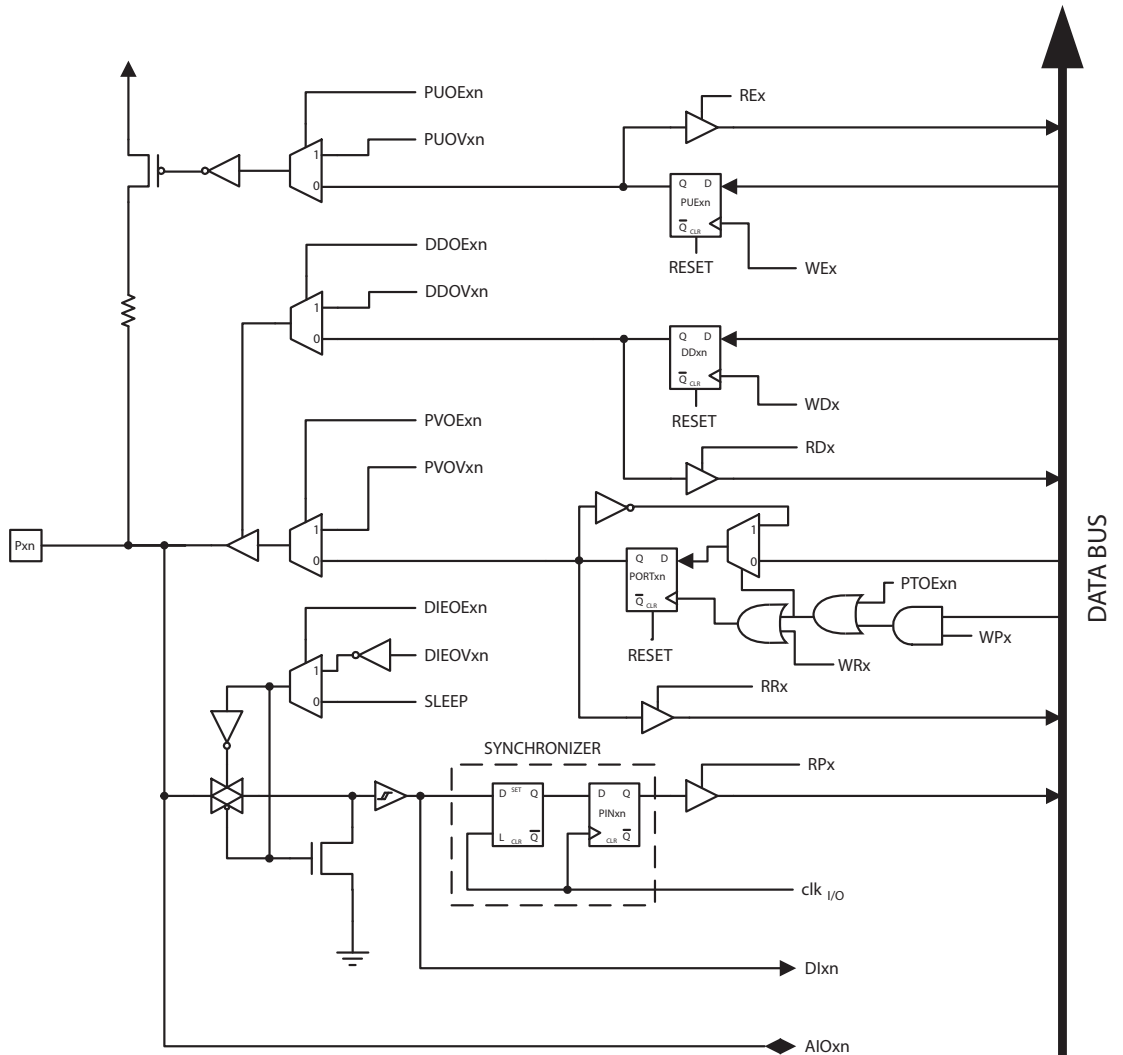 PUOExn
REx
PUOVxn
1
0
Q D
PUExn
Q CLR
RESET
WEx
DDOExn
DDOVxn
1
0
Q D
DDxn
Q CLR
RESET
WDx
PVOExn
RDx
PVOVxn
Pxn
1
0
1
0
Q D
PORTxn
Q CLR
RESET
PTOExn
WPx
WRx
DATA BUS
DIEOExn
DIEOVxn
1
0
SLEEP
RRx
SYNCHRONIZER
RPx
D SET Q
L CLR Q
D Q
PINxn
CLR Q
clk I/O
DIxn
AIOxn